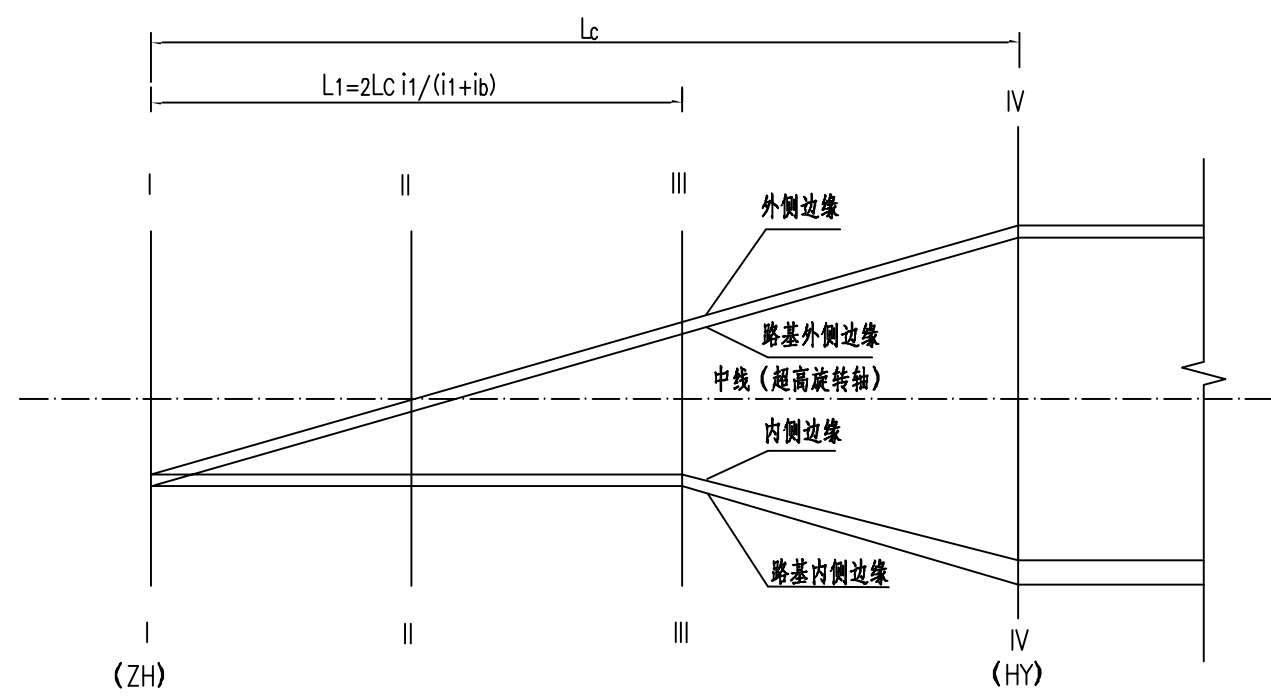 Lc
L1=2LC i1/(i1+ib)
IV
I
II
III
外侧边缘
路基外侧边缘
中线（超高旋转轴）
内侧边缘
路基内侧边缘
I
II
III
IV
(ZH)
(HY)